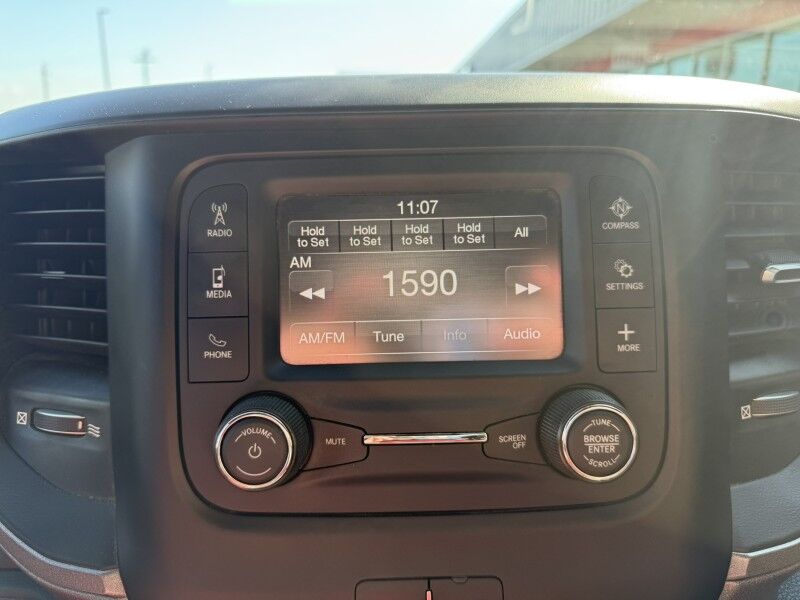 11:07
Hold to Set Hold to Set Hold to Set Hold to Set All
AM
1590
AM/FM Tune Info Audio
RADIO
MEDIA
PHONE
N
COMPASS
SETTINGS
MORE
VOLUME
MUTE
SCREEN
OFF
TUNE
BROWSE
ENTER
SCROLL